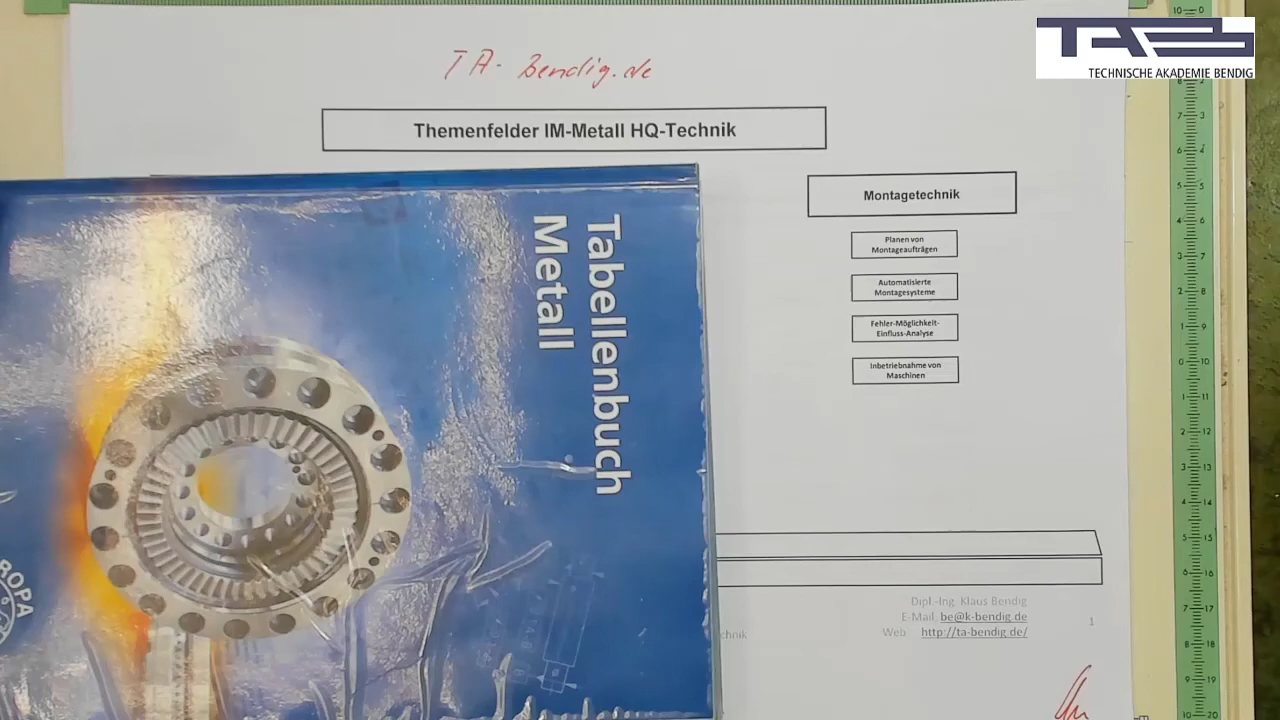 TECHNISCHE AKADEMIE BENDIG
TA-Bendig.de
Themenfelder IM-Metall HQ-Technik
Montagetechnik
Planen von
Montageaufträgen
Automatisierte
Montagesysteme
Fehler-Möglichkeit-
Einfluss-Analyse
Inbetriebnahme von
Maschinen
Tabellenbuch
Metall
ROPA
Dipl.-Ing. Klaus Bendig
E-Mail: be@k-bendig.de
chnik
Web: http://ta-bendig.de/
1